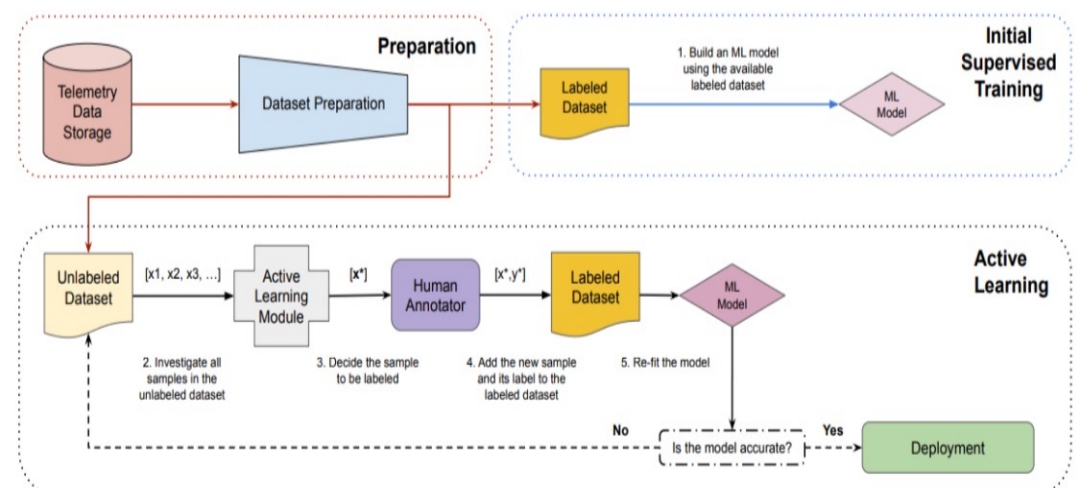 Preparation
Telemetry
Data
Storage
Dataset Preparation
Initial
Supervised
Training
1. Build an ML model
using the available
labeled dataset
Labeled
Dataset
ML
Model
Active
Learning
Unlabeled
Dataset
[x1, x2, x3, ...]
Active
Learning
Module
[x*]
Human
Annotator
[x*,y*]
Labeled
Dataset
ML
Model
2. Investigate all
samples in the
unlabeled dataset
3. Decide the sample
to be labeled
4. Add the new sample
and its label to the
labeled dataset
5. Re-fit the model
No
Is the model accurate?
Yes
Deployment